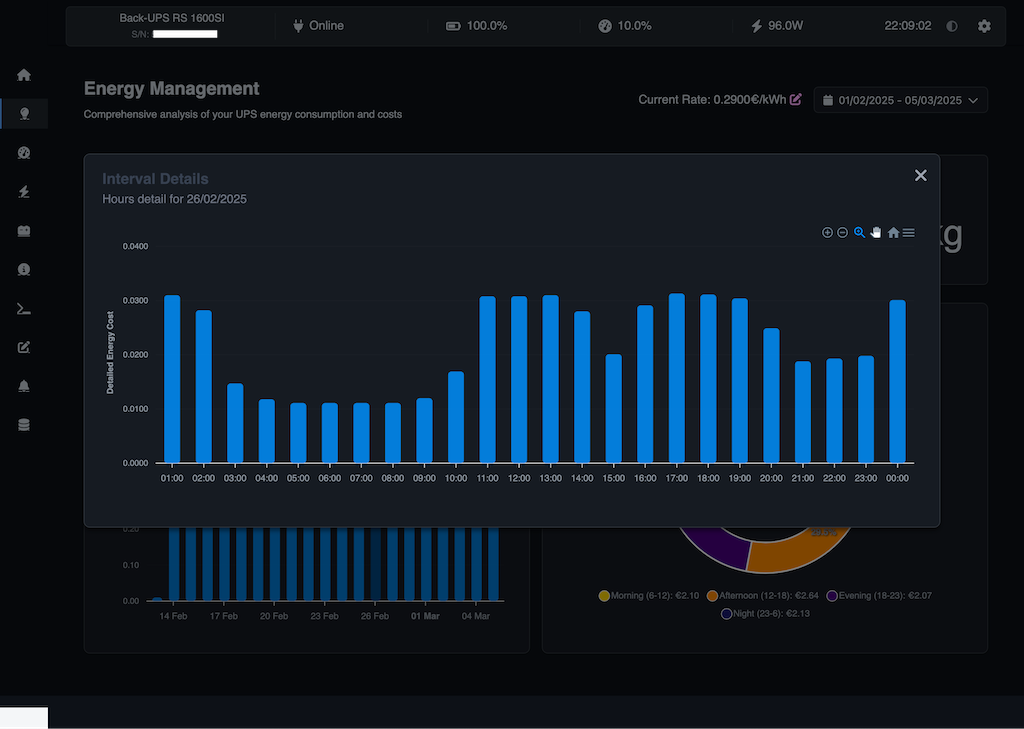 Back-UPS RS 1600SI
S/N:
Online
100.0%
10.0%
96.0W
22:09:02
Energy Management
Comprehensive analysis of your UPS energy consumption and costs
Current Rate: 0.2900€/kWh
01/02/2025 - 05/03/2025
Interval Details
Hours detail for 26/02/2025
kg
Detailed Energy Cost
0.0400
0.0300
0.0200
0.0100
0.0000
01:00 02:00 03:00 04:00 05:00 06:00 07:00 08:00 09:00 10:00 11:00 12:00 13:00 14:00 15:00 16:00 17:00 18:00 19:00 20:00 21:00 22:00 23:00 00:00
0.20
0.10
0.00
14 Feb 17 Feb 20 Feb 23 Feb 26 Feb 01 Mar 04 Mar
Morning (6-12): €2.10 Afternoon (12-18): €2.64 Evening (18-23): €2.07
Night (23-6): €2.13